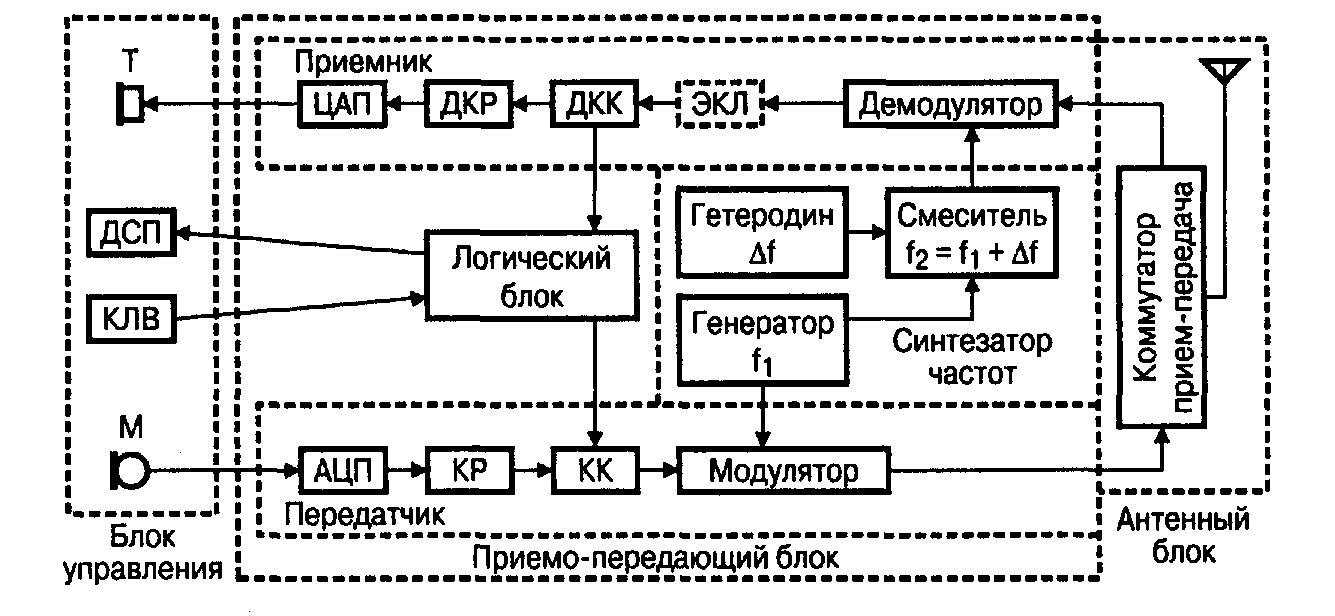 Т
Приемник
ЦАП
ДКР
ДКК
ЭКЛ
Демодулятор
ДСП
КЛВ
Логический
блок
Гетеродин
Δf
Смеситель
f₂ = f₁ + Δf
Генератор
f₁
Синтезатор
частот
Коммутатор
прием-передача
М
АЦП
КР
КК
Модулятор
Передатчик
Блок
управления
Приемо-передающий блок
Антенный
блок